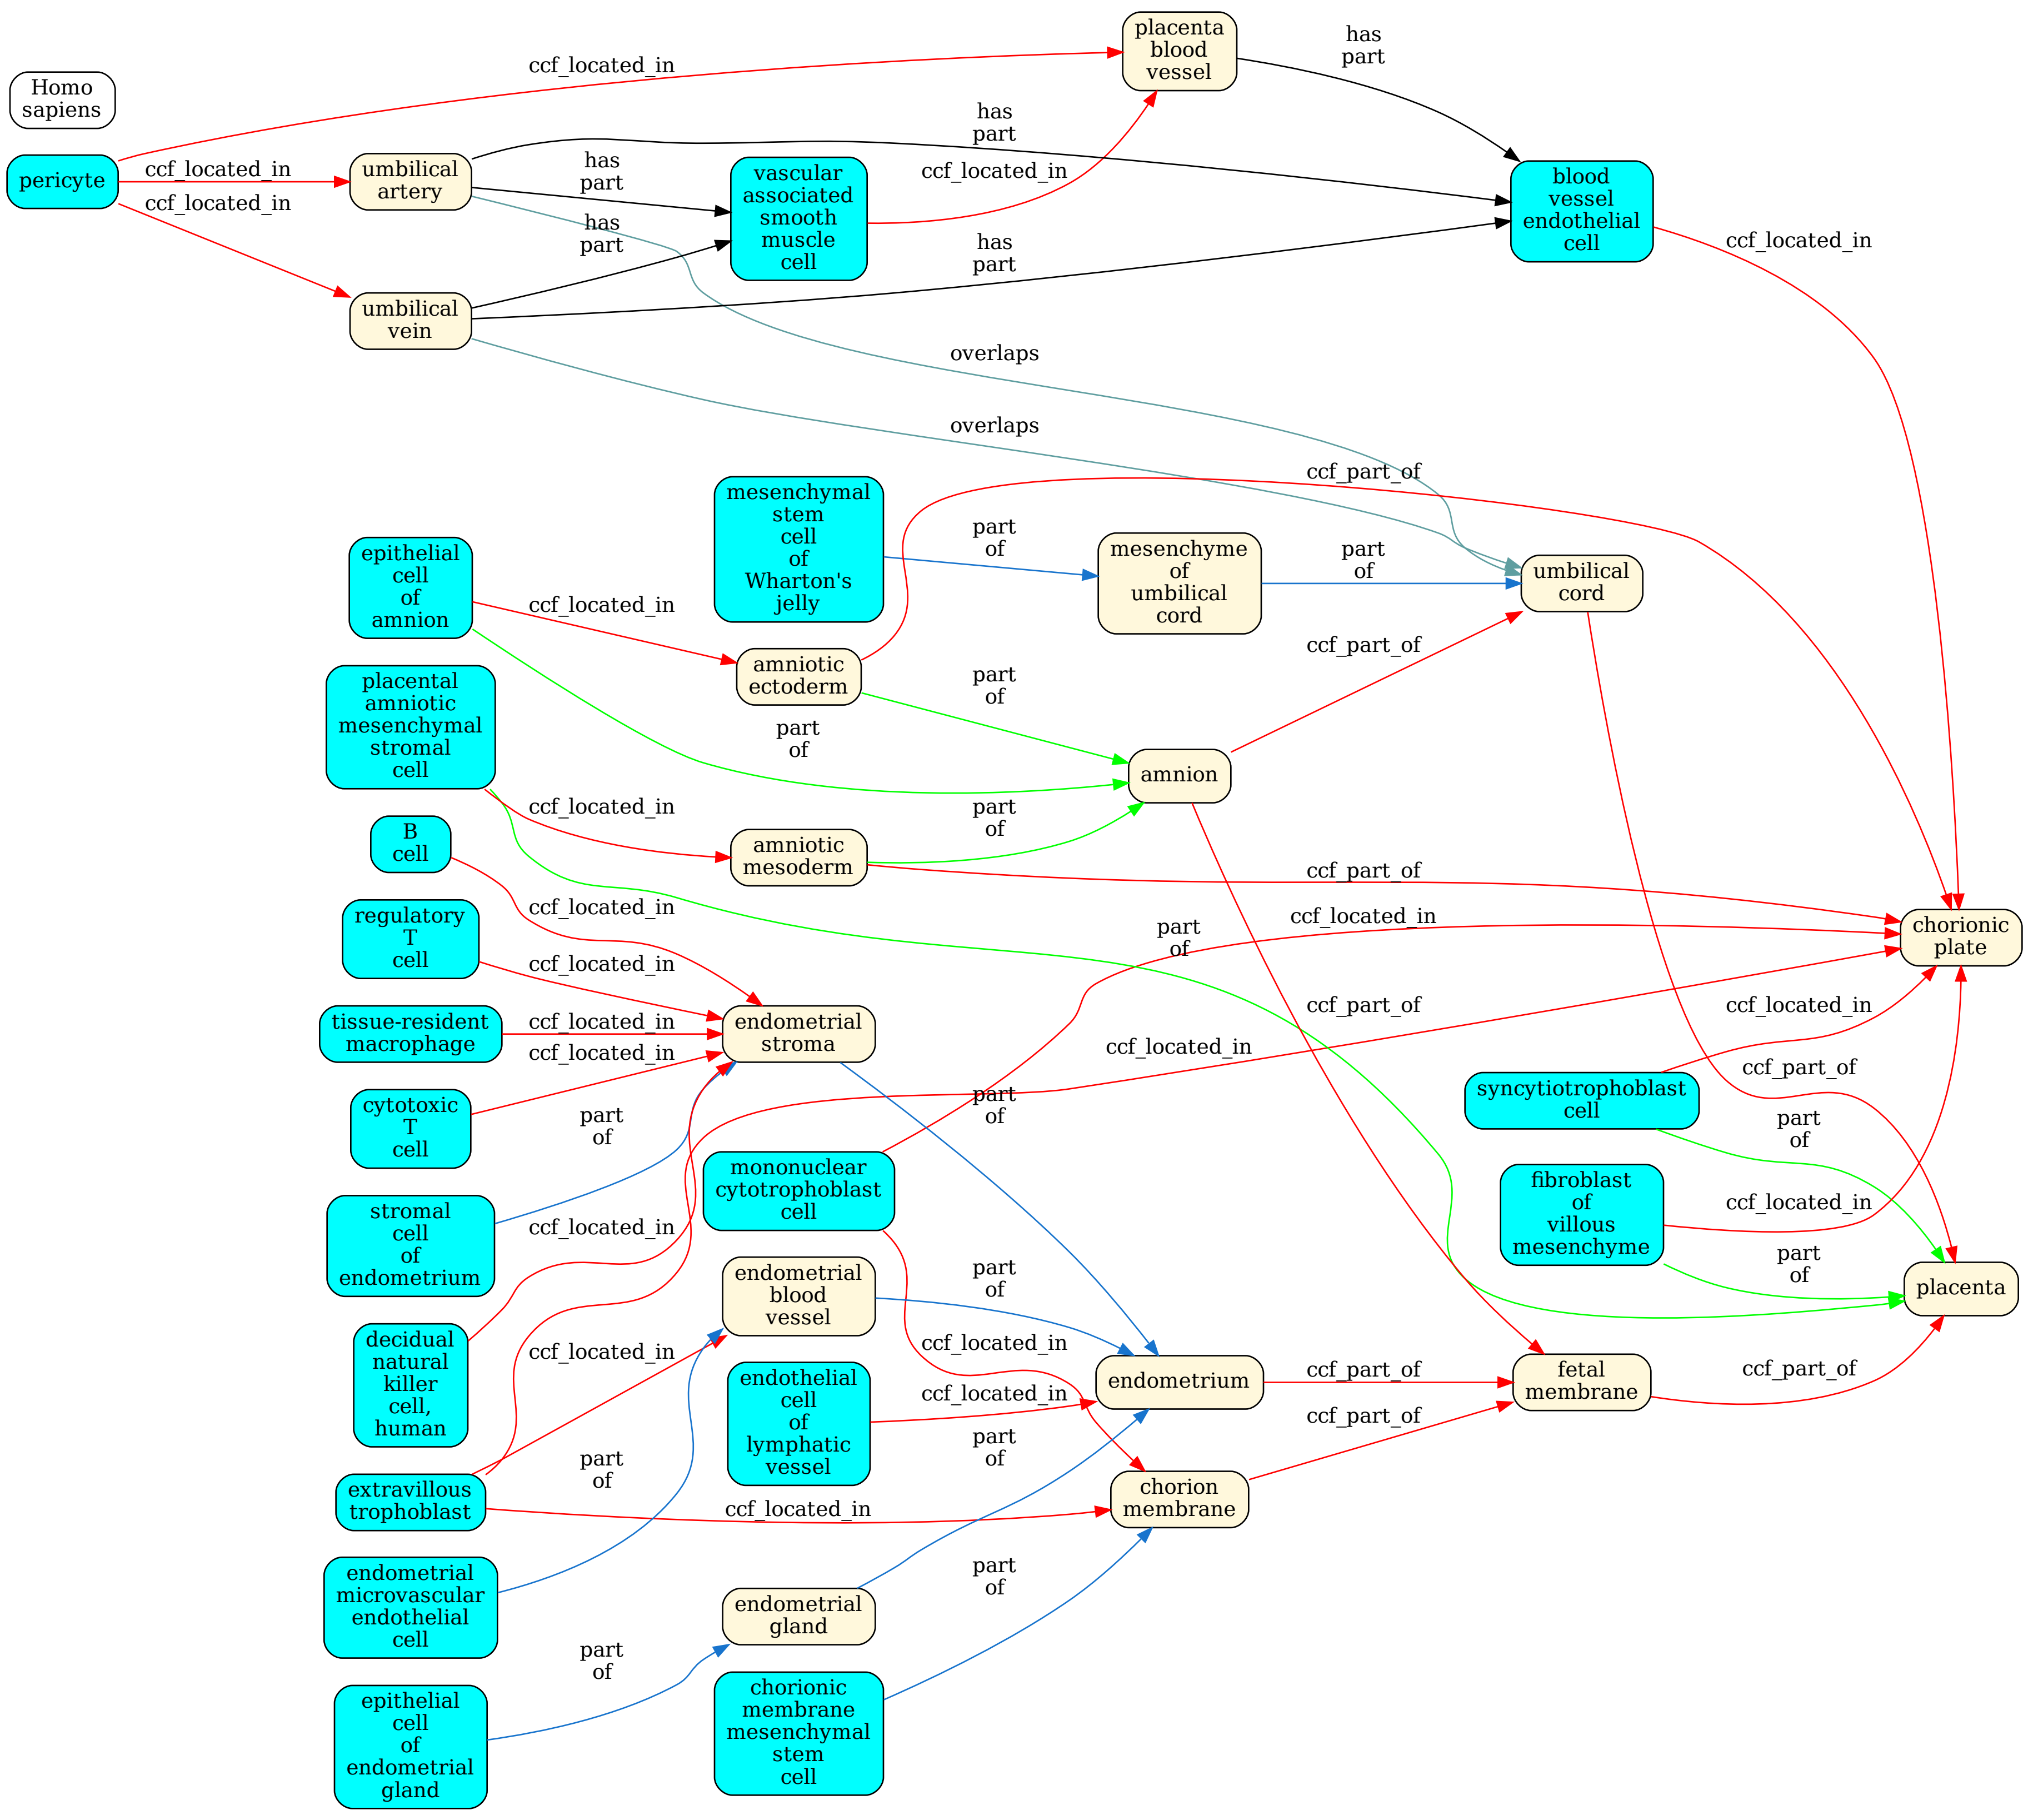 placenta
blood
vessel
has
part
ccf_located_in
Homo
sapiens
pericyte
ccf_located_in
ccf_located_in
umbilical
artery
has
part
has
part
vascular
associated
smooth
muscle
cell
ccf_located_in
blood
vessel
endothelial
cell
ccf_located_in
has
part
has
part
umbilical
vein
overlaps
overlaps
ccf_part_of
mesenchymal
stem
cell
of
Wharton's
jelly
part
of
mesenchyme
of
umbilical
cord
part
of
umbilical
cord
epithelial
cell
of
amnion
ccf_located_in
amniotic
ectoderm
part
of
ccf_part_of
placental
amniotic
mesenchymal
stromal
cell
part
of
amnion
ccf_located_in
part
of
amniotic
mesoderm
ccf_part_of
B
cell
ccf_located_in
part
of
ccf_located_in
chorionic
plate
regulatory
T
cell
ccf_located_in
tissue-resident
macrophage
ccf_located_in
endometrial
stroma
ccf_part_of
ccf_located_in
ccf_located_in
ccf_located_in
ccf_part_of
cytotoxic
T
cell
part
of
part
of
syncytiotrophoblast
cell
part
of
mononuclear
cytotrophoblast
cell
fibroblast
of
villous
mesenchyme
ccf_located_in
stromal
cell
of
endometrium
ccf_located_in
endometrial
blood
vessel
part
of
part
of
placenta
decidual
natural
killer
cell,
human
ccf_located_in
ccf_located_in
endothelial
cell
of
lymphatic
vessel
ccf_located_in
endometrium
ccf_part_of
fetal
membrane
ccf_part_of
ccf_part_of
part
of
part
of
extravillous
trophoblast
ccf_located_in
chorion
membrane
endometrial
microvascular
endothelial
cell
part
of
endometrial
gland
part
of
epithelial
cell
of
endometrial
gland
chorionic
membrane
mesenchymal
stem
cell